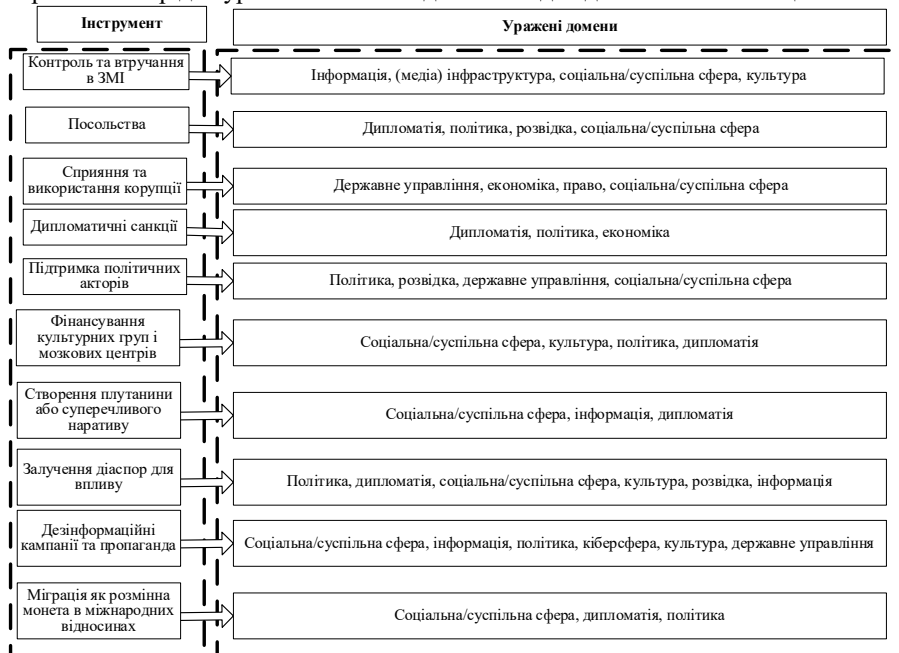 Інструмент
Уражені домени
Контроль та втручання
в ЗМІ
Інформація, (медіа) інфраструктура, соціальна/суспільна сфера, культура
Посольства
Дипломатія, політика, розвідка, соціальна/суспільна сфера
Сприяння та
використання корупції
Державне управління, економіка, право, соціальна/суспільна сфера
Дипломатичні санкції
Дипломатія, політика, економіка
Підтримка політичних
акторів
Політика, розвідка, державне управління, соціальна/суспільна сфера
Фінансування
культурних груп і
мозкових центрів
Соціальна/суспільна сфера, культура, політика, дипломатія
Створення плутанини
або суперечливого
наративу
Соціальна/суспільна сфера, інформація, дипломатія
Залучення діаспор для
впливу
Політика, дипломатія, соціальна/суспільна сфера, культура, розвідка, інформація
Дезінформаційні
кампанії та пропаганда
Соціальна/суспільна сфера, інформація, політика, кіберсфера, культура, державне управління
Міграція як розмінна
монета в міжнародних
відносинах
Соціальна/суспільна сфера, дипломатія, політика